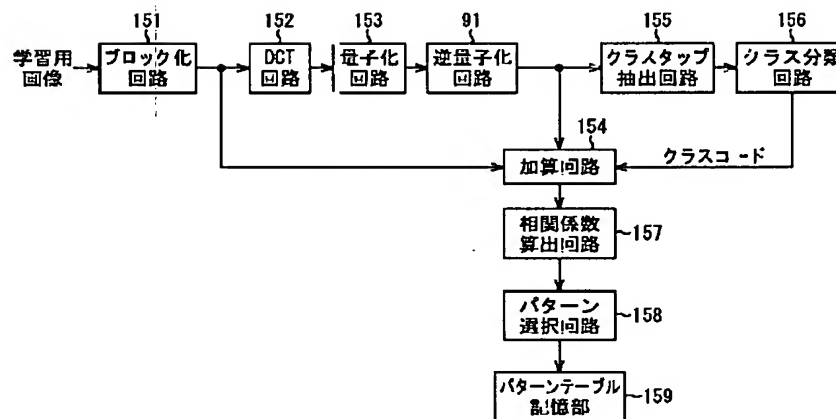 151
152
153
91
155
156
学習用
画像
ブロック化
回路
DCT
回路
量子化
回路
逆量子化
回路
クラスタップ
抽出回路
クラス分類
回路
154
加算回路
クラスコード
相関係数
算出回路
157
パターン
選択回路
158
パターンテーブル
記憶部
159